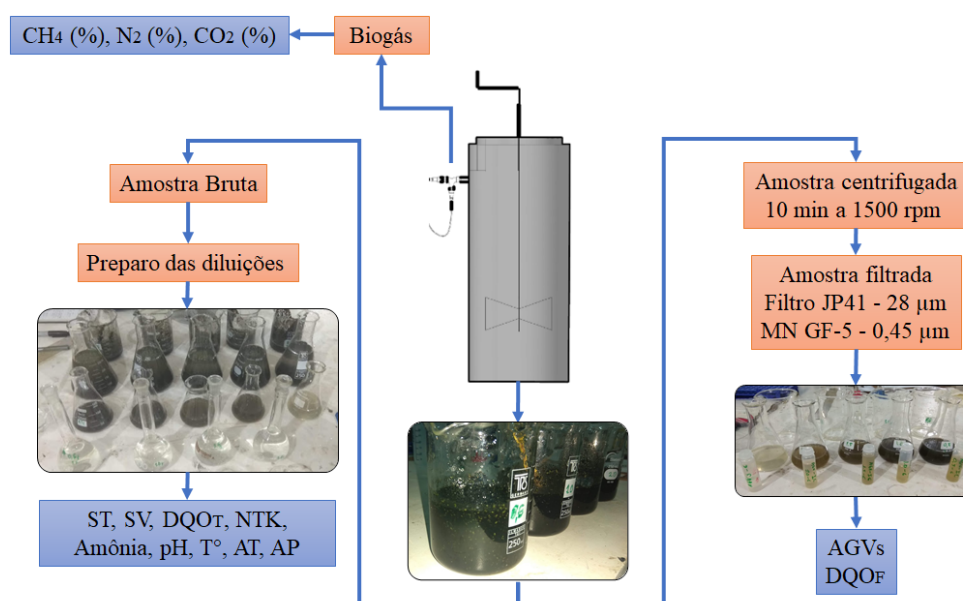 CH4 (%), N2 (%), CO2 (%)
Biogás
Amostra Bruta
Preparo das diluições
ST, SV, DQOT, NTK,
Amônia, pH, T°, AT, AP
Amostra centrifugada
10 min a 1500 rpm
Amostra filtrada
Filtro JP41 - 28 µm
MN GF-5 - 0,45 µm
AGVs
DQOF
250